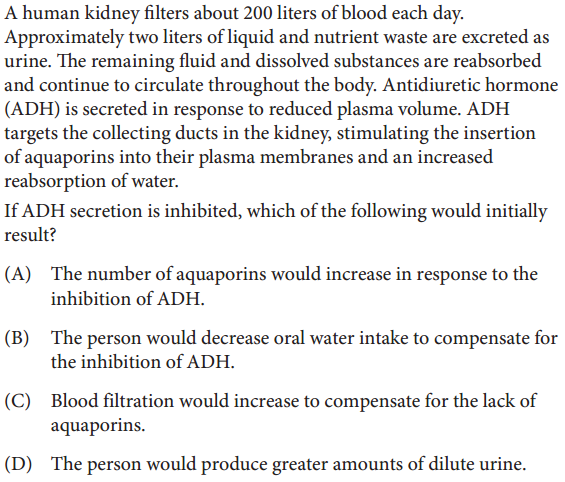 A human kidney filters about 200 liters of blood each day.
Approximately two liters of liquid and nutrient waste are excreted as
urine. The remaining fluid and dissolved substances are reabsorbed
and continue to circulate throughout the body. Antidiuretic hormone
(ADH) is secreted in response to reduced plasma volume. ADH
targets the collecting ducts in the kidney, stimulating the insertion
of aquaporins into their plasma membranes and an increased
reabsorption of water.
If ADH secretion is inhibited, which of the following would initially
result?
(A) The number of aquaporins would increase in response to the
inhibition of ADH.
(B) The person would decrease oral water intake to compensate for
the inhibition of ADH.
(C) Blood filtration would increase to compensate for the lack of
aquaporins.
(D) The person would produce greater amounts of dilute urine.